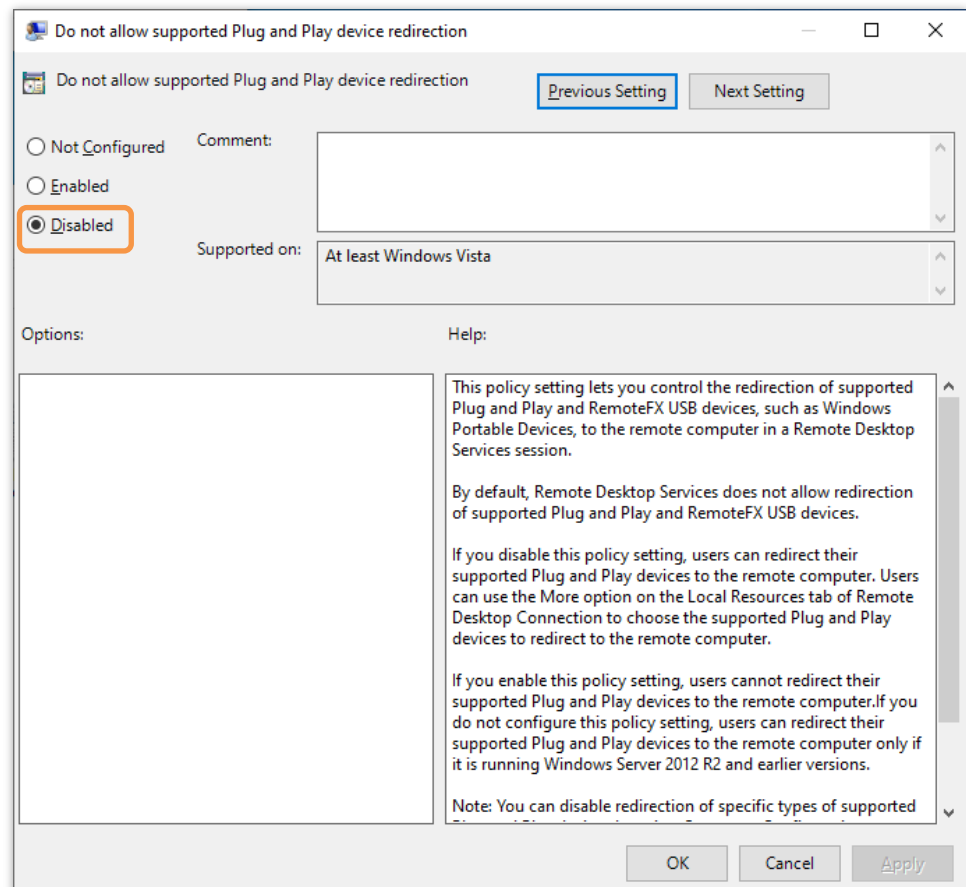 Do not allow supported Plug and Play device redirection
Do not allow supported Plug and Play device redirection
Previous Setting
Next Setting
Not Configured
Comment:
Enabled
Disabled
Supported on:
At least Windows Vista
Options:
Help:
This policy setting lets you control the redirection of supported
Plug and Play and RemoteFX USB devices, such as Windows
Portable Devices, to the remote computer in a Remote Desktop
Services session.
By default, Remote Desktop Services does not allow redirection
of supported Plug and Play and RemoteFX USB devices.
If you disable this policy setting, users can redirect their
supported Plug and Play devices to the remote computer. Users
can use the More option on the Local Resources tab of Remote
Desktop Connection to choose the supported Plug and Play
devices to redirect to the remote computer.
If you enable this policy setting, users cannot redirect their
supported Plug and Play devices to the remote computer.If you
do not configure this policy setting, users can redirect their
supported Plug and Play devices to the remote computer only if
it is running Windows Server 2012 R2 and earlier versions.
Note: You can disable redirection of specific types of supported
OK
Cancel
Apply